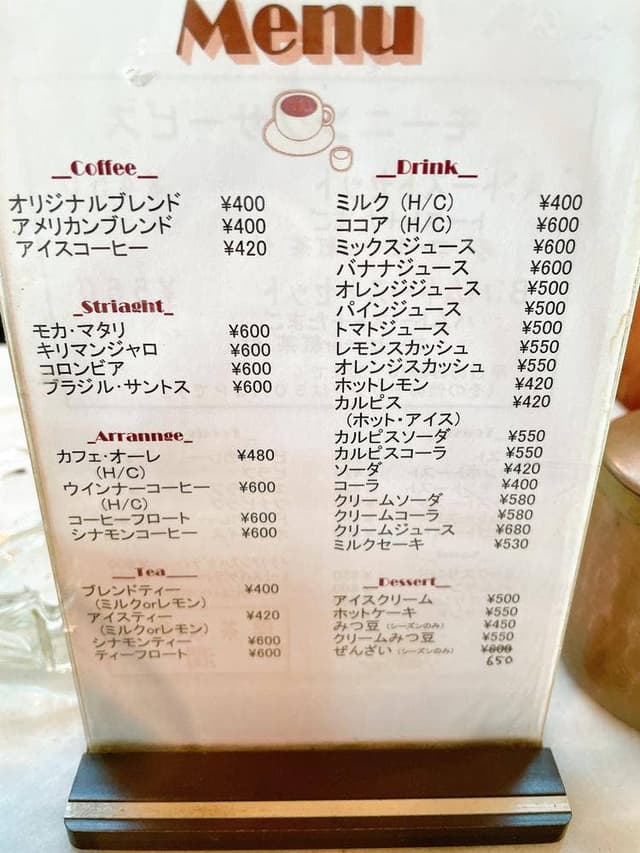 Menu
Coffee
オリジナルブレンド ¥400
アメリカンブレンド ¥400
アイスコーヒー ¥420
Striaght
モカ・マタリ ¥600
キリマンジャロ ¥600
コロンビア ¥600
ブラジル・サントス ¥600
Arrannge
カフェ・オーレ ¥480
(H/C)
ウインナーコーヒー ¥600
(H/C)
コーヒーフロート ¥600
シナモンコーヒー ¥600
Tea
ブレンドティー ¥400
(ミルクorレモン)
アイスティー ¥420
(ミルクorレモン)
シナモンティー ¥600
ティーフロート ¥600
Drink
ミルク (H/C) ¥400
ココア (H/C) ¥600
ミックスジュース ¥600
バナナジュース ¥600
オレンジジュース ¥500
パインジュース ¥500
トマトジュース ¥500
レモンスカッシュ ¥550
オレンジスカッシュ ¥550
ホットレモン ¥420
カルピス ¥420
(ホット・アイス)
カルピスソーダ ¥550
カルピスコーラ ¥550
ソーダ ¥420
コーラ ¥400
クリームソーダ ¥580
クリームコーラ ¥580
クリームジュース ¥680
ミルクセーキ ¥530
Dessert
アイスクリーム ¥500
ホットケーキ ¥550
みつ豆 (シーズンのみ) ¥450
クリームみつ豆 ¥550
ぜんざい (シーズンのみ) ¥600
650